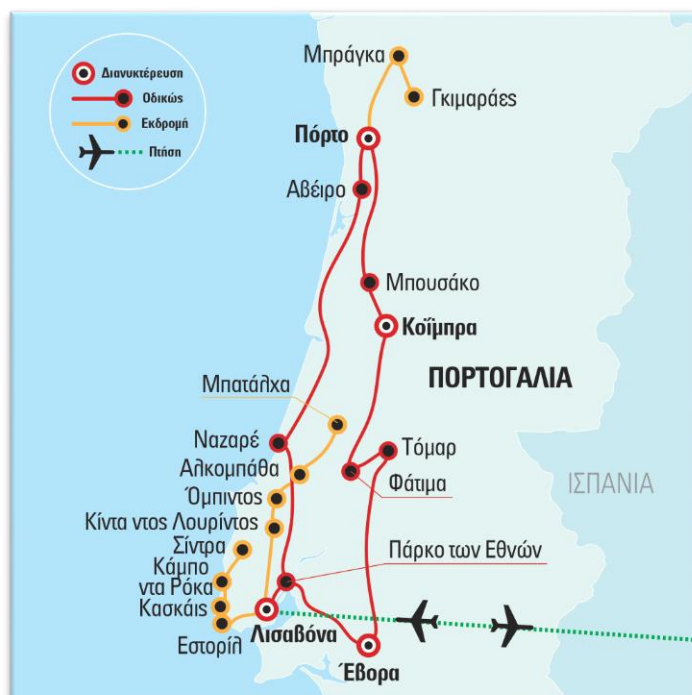 Διανυκτέρευση
Οδικώς
Εκδρομή
Πτήση
Μπράγκα
Γκιμαράες
Πόρτο
Αβέιρο
Μπουσάκο
Κοΐμπρα
ΠΟΡΤΟΓΑΛΙΑ
Μπατάλχα
Ναζαρέ
Τόμαρ
Αλκομπάθα
Φάτιμα
ΙΣΠΑΝΙΑ
Όμπιντος
Κίντα ντος Λουρίντος
Σίντρα
Πάρκο των Εθνών
Κάμπο
ντα Ρόκα
Κασκάις
Λισαβόνα
Εστορίλ
Έβορα